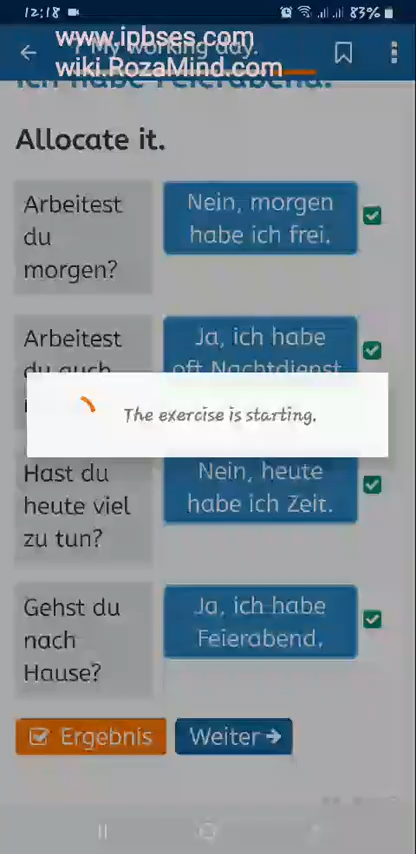 12:18
83%
www.ipbses.com
7 My working day.
wiki.RozaMind.com
Ich habe Feierabend.
Allocate it.
Arbeitest du morgen?
Nein, morgen
habe ich frei.
Arbeitest
du auch
Ja, ich habe
oft Nachtdienst.
The exercise is starting.
Hast du
heute viel
zu tun?
Nein, heute
habe ich Zeit.
Gehst du
nach
Hause?
Ja, ich habe
Feierabend.
Ergebnis
Weiter →